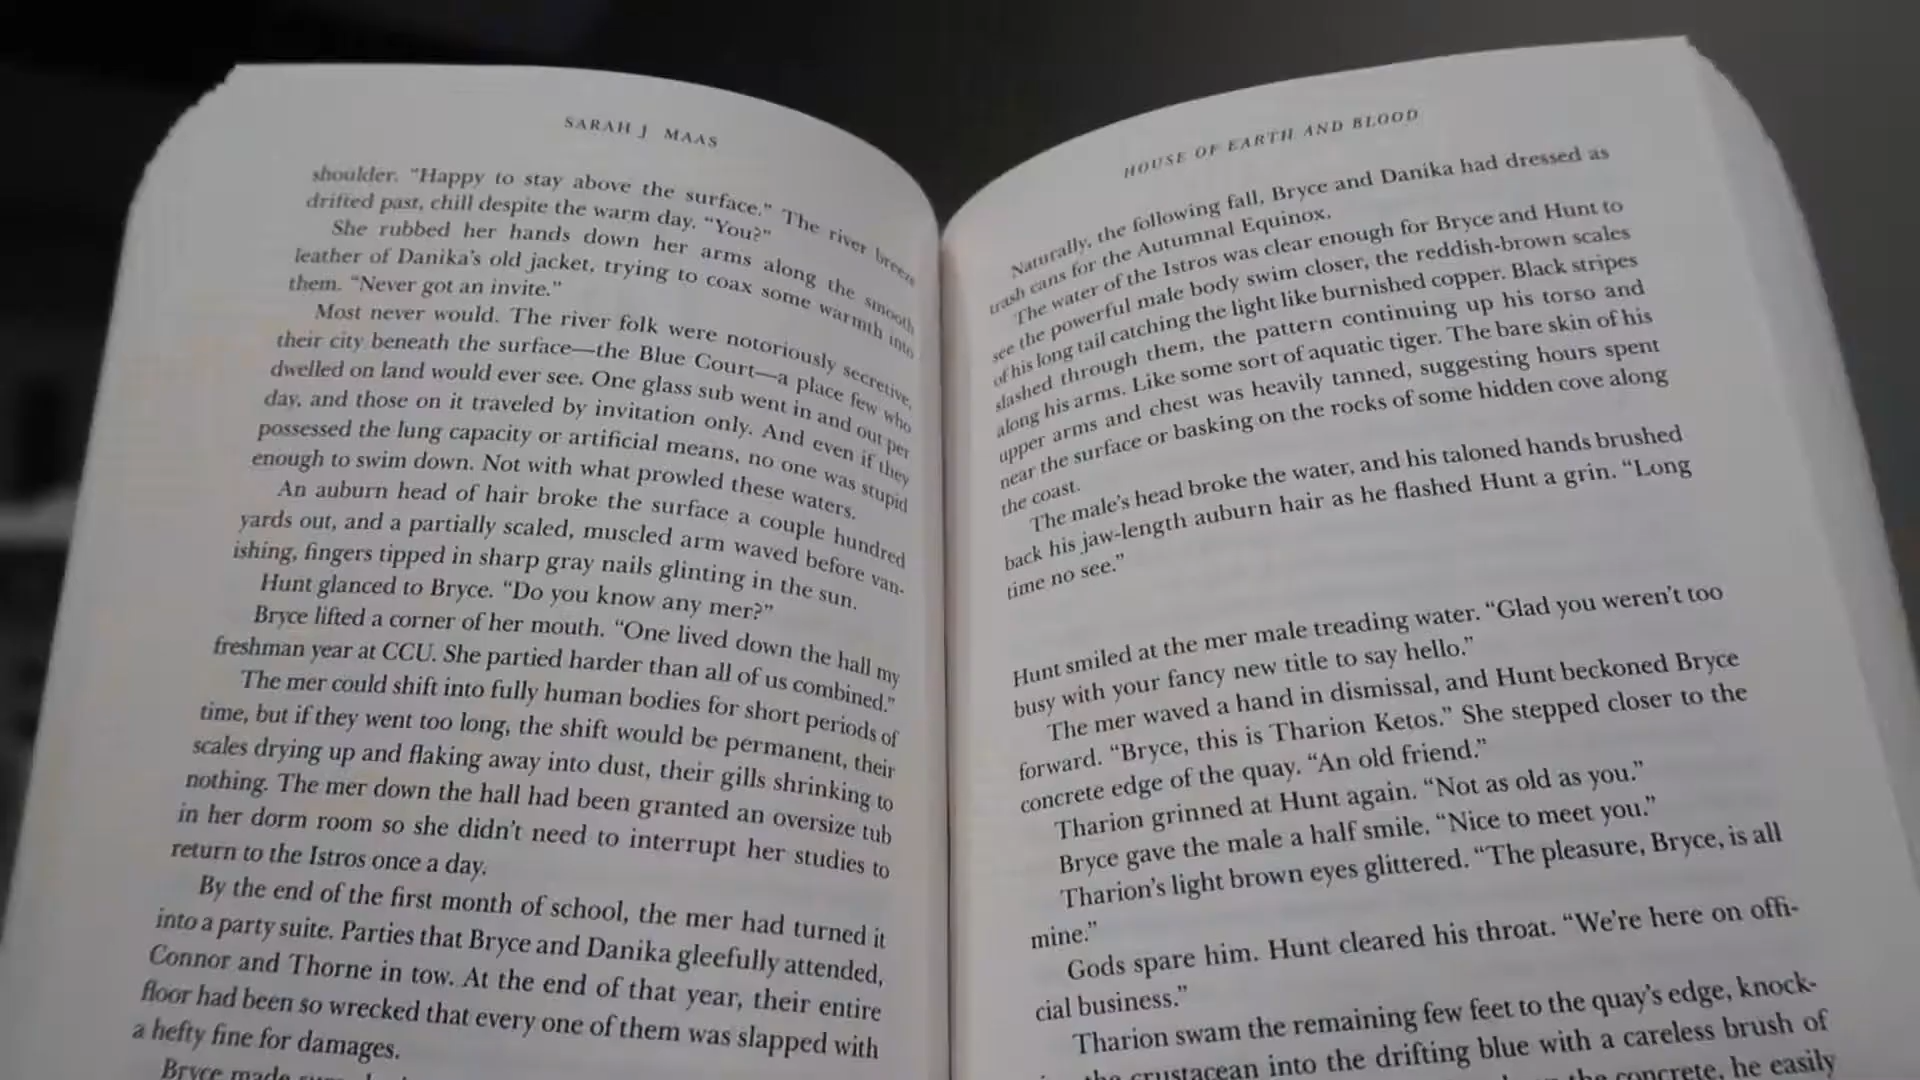 SARAH J MAAS
shoulder. “Happy to stay above the surface.” The river breeze
drifted past, chill despite the warm day. “You?”
She rubbed her hands down her arms along the smooth
leather of Danika’s old jacket, trying to coax some warmth into
them. “Never got an invite.”
Most never would. The river folk were notoriously secretive,
their city beneath the surface—the Blue Court—a place few who
dwelled on land would ever see. One glass sub went in and out per
day, and those on it traveled by invitation only. And even if they
possessed the lung capacity or artificial means, no one was stupid
enough to swim down. Not with what prowled these waters.
An auburn head of hair broke the surface a couple hundred
yards out, and a partially scaled, muscled arm waved before van-
ishing, fingers tipped in sharp gray nails glinting in the sun.
Hunt glanced to Bryce. “Do you know any mer?”
Bryce lifted a corner of her mouth. “One lived down the hall my
freshman year at CCU. She partied harder than all of us combined.”
The mer could shift into fully human bodies for short periods of
time, but if they went too long, the shift would be permanent, their
scales drying up and flaking away into dust, their gills shrinking to
nothing. The mer down the hall had been granted an oversize tub
in her dorm room so she didn’t need to interrupt her studies to
return to the Istros once a day.
By the end of the first month of school, the mer had turned it
into a party suite. Parties that Bryce and Danika gleefully attended,
Connor and Thorne in tow. At the end of that year, their entire
floor had been so wrecked that every one of them was slapped with
a hefty fine for damages.
Bryce made
HOUSE OF EARTH AND BLOOD
Naturally, the following fall, Bryce and Danika had dressed as
trash cans for the Autumnal Equinox.
The water of the Istros was clear enough for Bryce and Hunt to
see the powerful male body swim closer, the reddish-brown scales
of his long tail catching the light like burnished copper. Black stripes
slashed through them, the pattern continuing up his torso and
along his arms. Like some sort of aquatic tiger. The bare skin of his
upper arms and chest was heavily tanned, suggesting hours spent
near the surface or basking on the rocks of some hidden cove along
the coast.
The male’s head broke the water, and his taloned hands brushed
back his jaw-length auburn hair as he flashed Hunt a grin. “Long
time no see.”
Hunt smiled at the mer male treading water. “Glad you weren’t too
busy with your fancy new title to say hello.”
The mer waved a hand in dismissal, and Hunt beckoned Bryce
forward. “Bryce, this is Tharion Ketos.” She stepped closer to the
concrete edge of the quay. “An old friend.”
Tharion grinned at Hunt again. “Not as old as you.”
Bryce gave the male a half smile. “Nice to meet you.”
Tharion’s light brown eyes glittered. “The pleasure, Bryce, is all
mine.”
Gods spare him. Hunt cleared his throat. “We’re here on offi-
cial business.”
Tharion swam the remaining few feet to the quay’s edge, knock-
the crustacean into the drifting blue with a careless brush of
the concrete, he easily